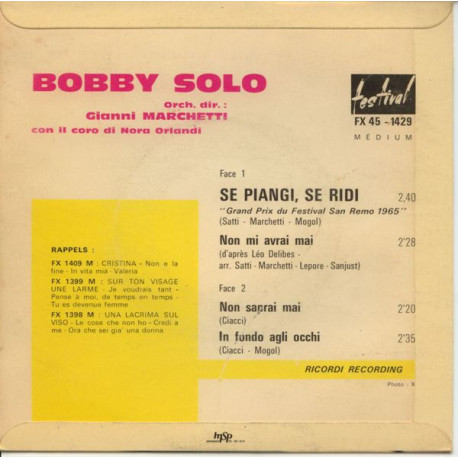 BOBBY SOLO
Orch. dir. :
Gianni MARCHETTI
con il coro di Nora Orlandi
festival
FX 45 - 1429
MEDIUM
Face 1
SE PIANGI, SE RIDI 2,40
"Grand Prix du Festival San Remo 1965"
(Satti - Marchetti - Mogol)
Non mi avrai mai 2'28
(d'après Léo Delibes -
arr. Satti - Marchetti - Lepore - Sanjust)
Face 2
Non saprai mai 2'20
(Ciacci)
In fundo agli occhi 2'35
(Ciacci - Mogol)
RICORDI RECORDING
Photo : X
RAPPELS :
FX 1409 M : CRISTINA - Non e la
fine - In vita mia - Valeria
FX 1399 M : SUR TON VISAGE
UNE LARME - Je voudrais tant -
Pense à moi, de temps en temps -
Tu es devenue femme
FX 1398 M : UNA LACRIMA SUL
VISO - Le cose che non ho - Credi a
me - Ora che sei gia' una donna